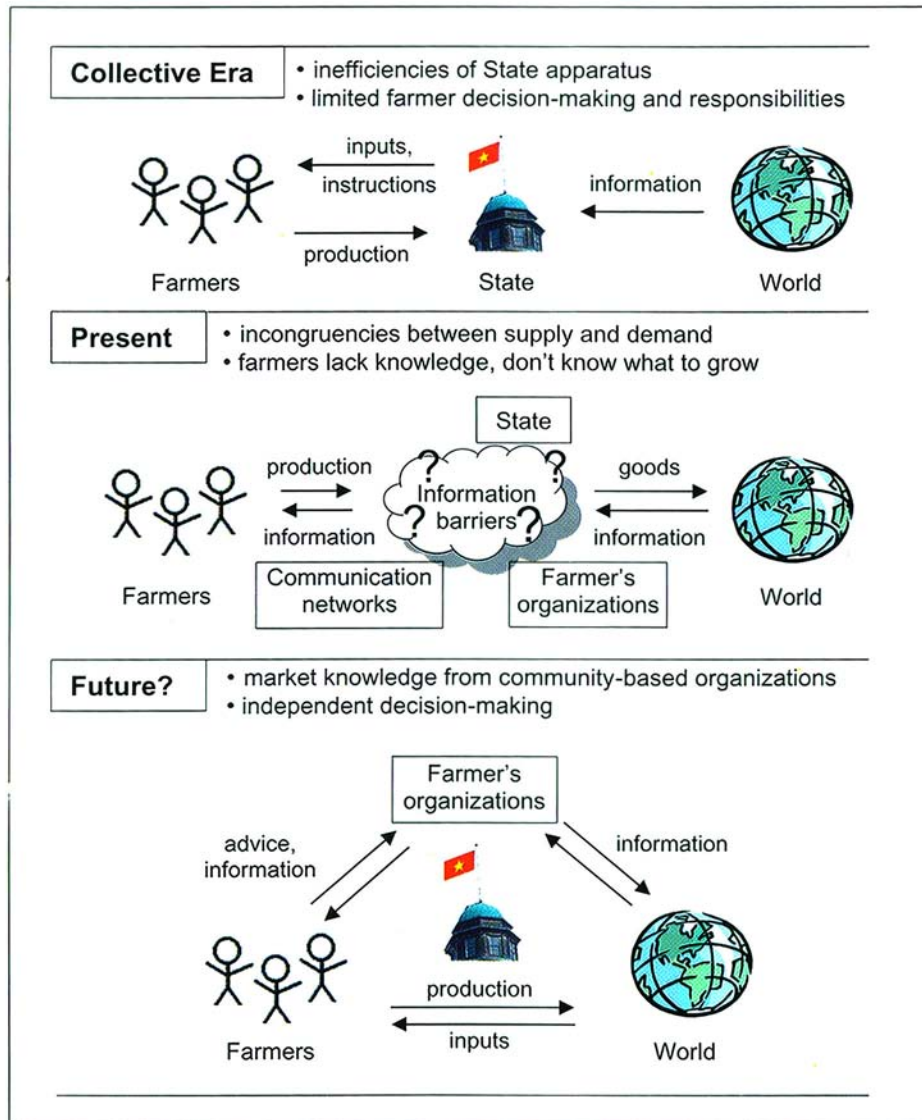 Collective Era
• inefficiencies of State apparatus
• limited farmer decision-making and responsibilities
inputs,
instructions
production
information
Farmers
State
World
Present
• incongruencies between supply and demand
• farmers lack knowledge, don't know what to grow
State
production
information
?
?
Information
barriers
?
?
goods
information
Communication
networks
Farmer's
organizations
Farmers
World
Future?
• market knowledge from community-based organizations
• independent decision-making
Farmer's
organizations
advice,
information
information
production
inputs
Farmers
World